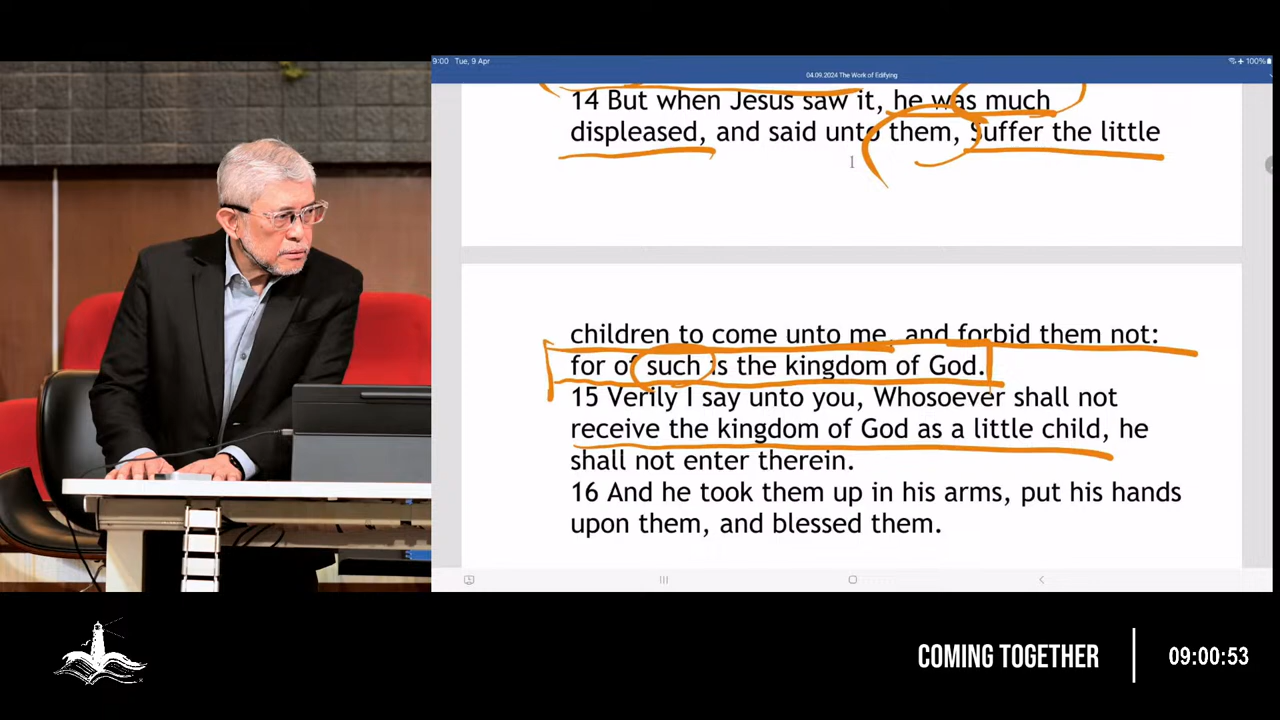 9:00 Tue, 9 Apr
100%
04.09.2024 The Work of Edifying
14 But when Jesus saw it, he was much
displeased, and said unto them, Suffer the little
children to come unto me, and forbid them not:
for of such is the kingdom of God.
15 Verily I say unto you, Whosoever shall not
receive the kingdom of God as a little child, he
shall not enter therein.
16 And he took them up in his arms, put his hands
upon them, and blessed them.
COMING TOGETHER
09:00:53